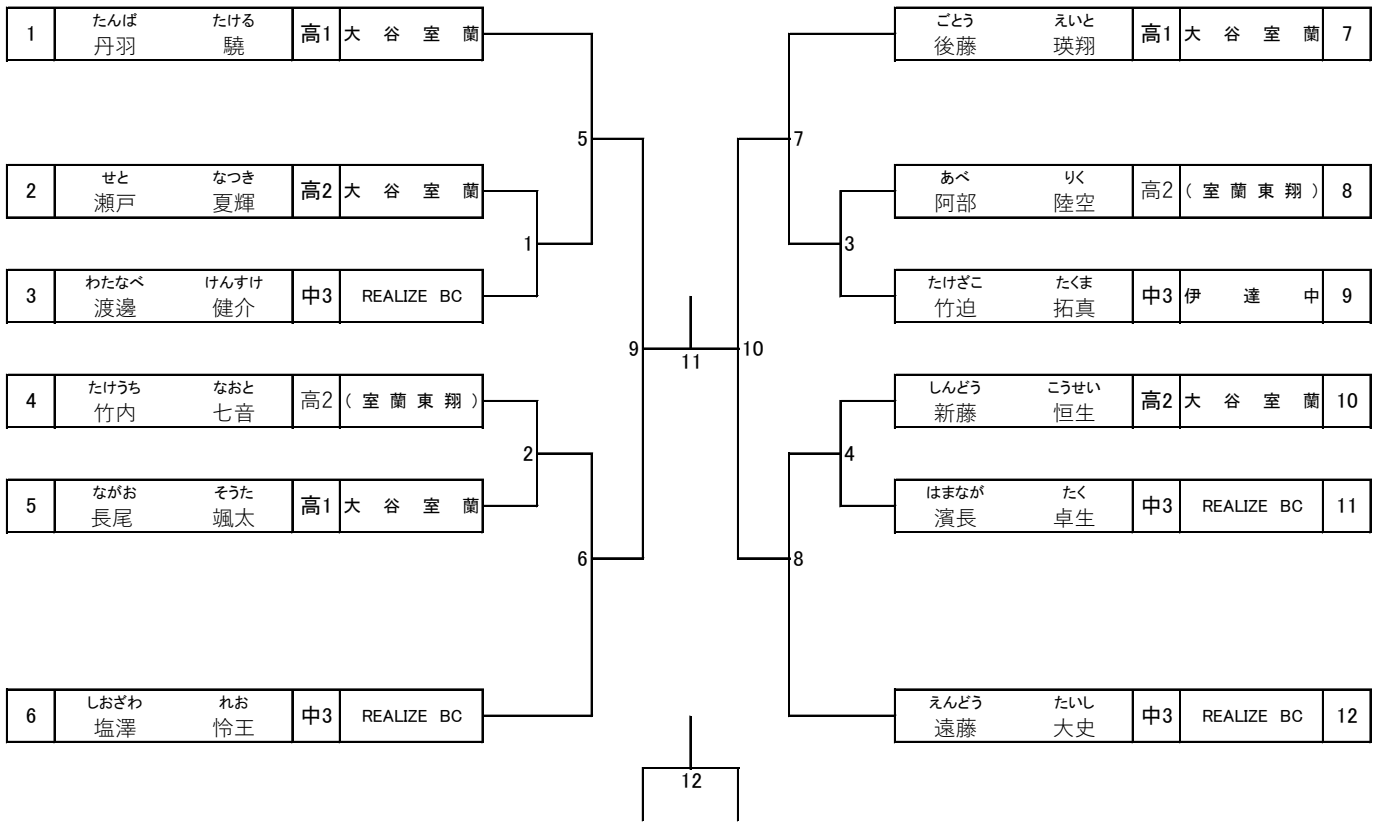 たんば たける
1 丹羽 驍 高1 大谷室蘭
ごとう えいと
後藤 瑛翔 高1 大谷室蘭 7
5
7
せと なつき
2 瀬戸 夏輝 高2 大谷室蘭
あべ りく
阿部 陸空 高2 (室蘭東翔) 8
1
3
わたなべ けんすけ
3 渡邊 健介 中3 REALIZE BC
たけざこ たくま
竹迫 拓真 中3 伊達中 9
9 11 10
たけうち なおと
4 竹内 七音 高2 (室蘭東翔)
しんどう こうせい
新藤 恒生 高2 大谷室蘭 10
2
4
ながお そうた
5 長尾 颯太 高1 大谷室蘭
はまなが たく
濱長 卓生 中3 REALIZE BC 11
6
8
しおざわ れお
6 塩澤 怜王 中3 REALIZE BC
えんどう たいし
遠藤 大史 中3 REALIZE BC 12
12